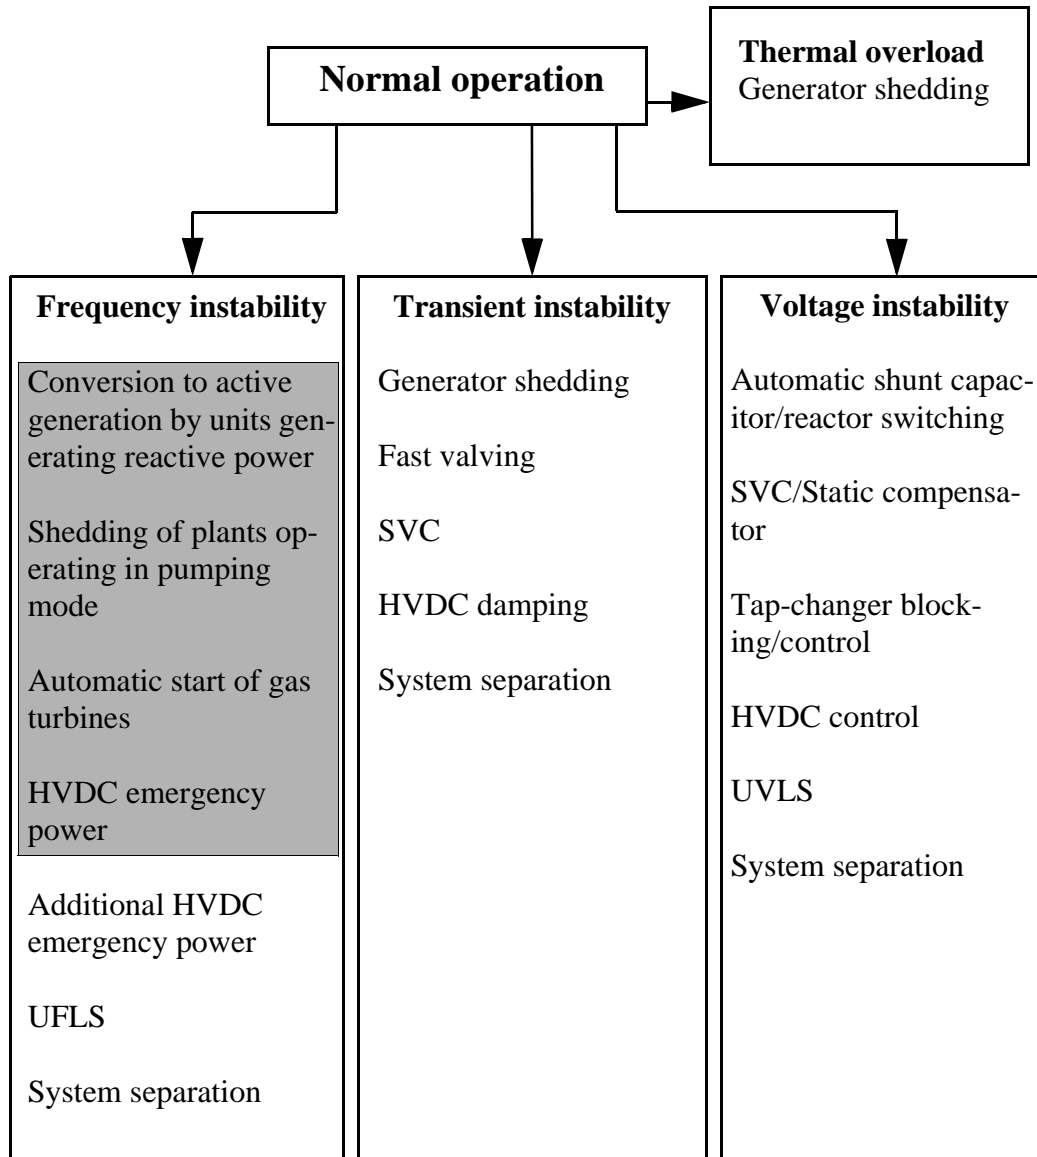 Normal operation
Thermal overload
Generator shedding
Frequency instability
Conversion to active
generation by units gen-
erating reactive power
Shedding of plants op-
erating in pumping
mode
Automatic start of gas
turbines
HVDC emergency
power
Additional HVDC
emergency power
UFLS
System separation
Transient instability
Generator shedding
Fast valving
SVC
HVDC damping
System separation
Voltage instability
Automatic shunt capac-
itor/reactor switching
SVC/Static compensa-
tor
Tap-changer block-
ing/control
HVDC control
UVLS
System separation